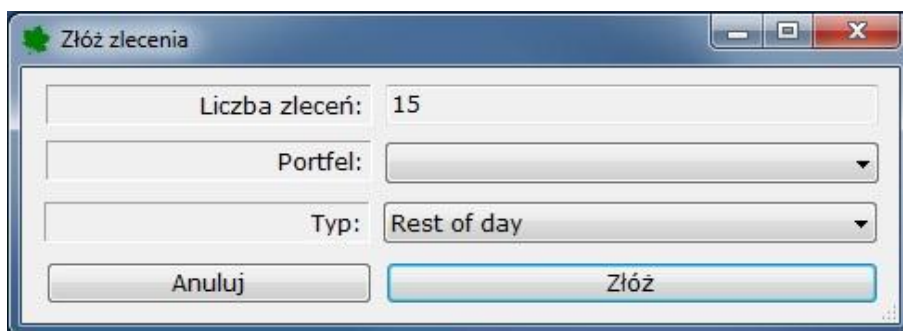 Złóż zlecenia
Liczba zleceń: 15
Portfel:
Typ: Rest of day
Anuluj Złóż